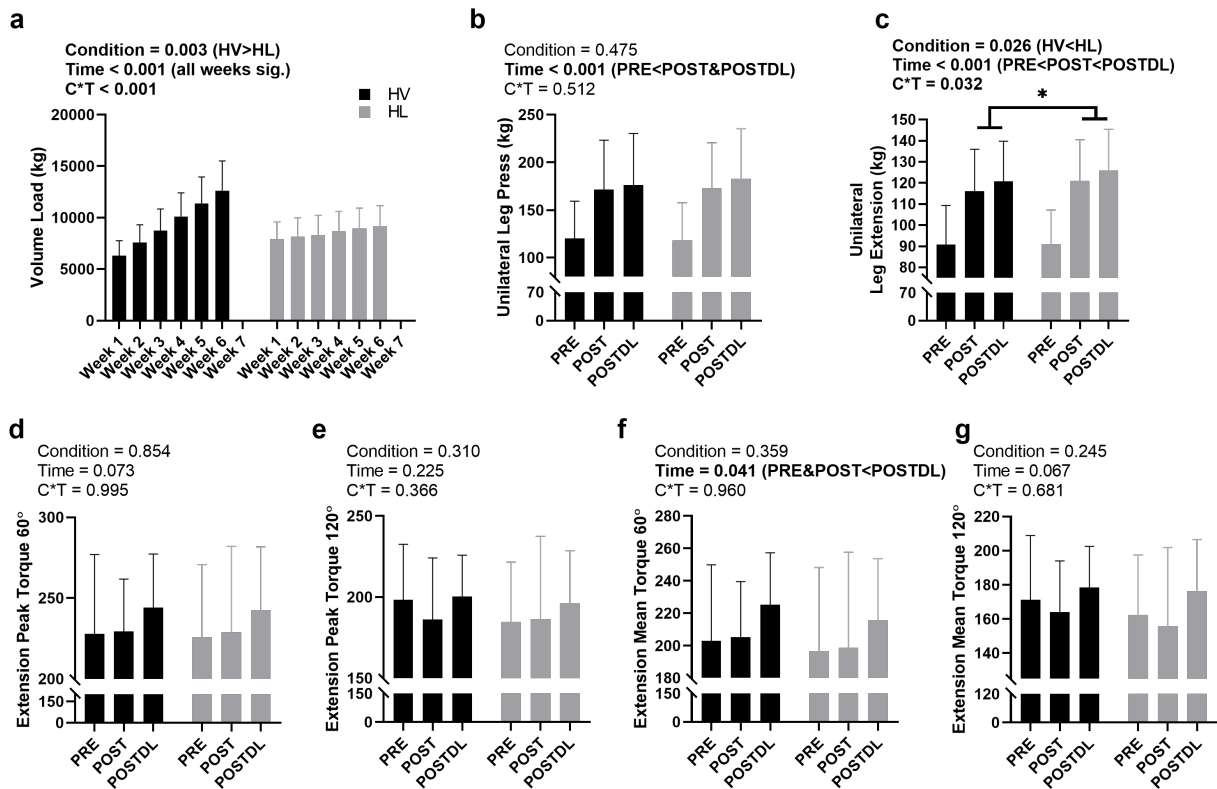 a
Condition = 0.003 (HV>HL)
Time < 0.001 (all weeks sig.)
C*T < 0.001
HV
HL
Volume Load (kg)
20000
15000
10000
5000
0
Week 1
Week 2
Week 3
Week 4
Week 5
Week 6
Week 7
Week 1
Week 2
Week 3
Week 4
Week 5
Week 6
Week 7
b
Condition = 0.475
Time < 0.001 (PRE<POST&POSTDL)
C*T = 0.512
Unilateral Leg Press (kg)
250
200
150
100
70
0
PRE
POST
POSTDL
PRE
POST
POSTDL
c
Condition = 0.026 (HV<HL)
Time < 0.001 (PRE<POST<POSTDL)
C*T = 0.032
*
Unilateral
Leg Extension (kg)
150
140
130
120
110
100
90
80
70
0
PRE
POST
POSTDL
PRE
POST
POSTDL
d
Condition = 0.854
Time = 0.073
C*T = 0.995
Extension Peak Torque 60°
300
250
200
150
0
PRE
POST
POSTDL
PRE
POST
POSTDL
e
Condition = 0.310
Time = 0.225
C*T = 0.366
Extension Peak Torque 120°
250
200
150
150
0
PRE
POST
POSTDL
PRE
POST
POSTDL
f
Condition = 0.359
Time = 0.041 (PRE&POST<POSTDL)
C*T = 0.960
Extension Mean Torque 60°
280
260
240
220
200
180
150
0
PRE
POST
POSTDL
PRE
POST
POSTDL
g
Condition = 0.245
Time = 0.067
C*T = 0.681
Extension Mean Torque 120°
220
200
180
160
140
120
0
PRE
POST
POSTDL
PRE
POST
POSTDL